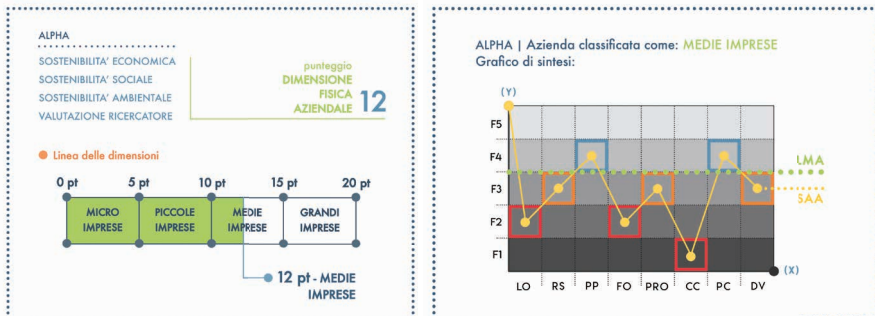 ALPHA
SOSTENIBILITA' ECONOMICA
SOSTENIBILITA' SOCIALE
SOSTENIBILITA' AMBIENTALE
VALUTAZIONE RICERCATORE
punteggio
DIMENSIONE
FISICA
AZIENDALE
12
Linea delle dimensioni
0 pt 5 pt 10 pt 15 pt 20 pt
MICRO IMPRESE
PICCOLE IMPRESE
MEDIE IMPRESE
GRANDI IMPRESE
12 pt - MEDIE
IMPRESE
ALPHA | Azienda classificata come: MEDIE IMPRESE
Grafico di sintesi:
(Y)
F5
F4
LMA
F3
SAA
F2
F1
(X)
LO RS PP FO PRO CC PC DV